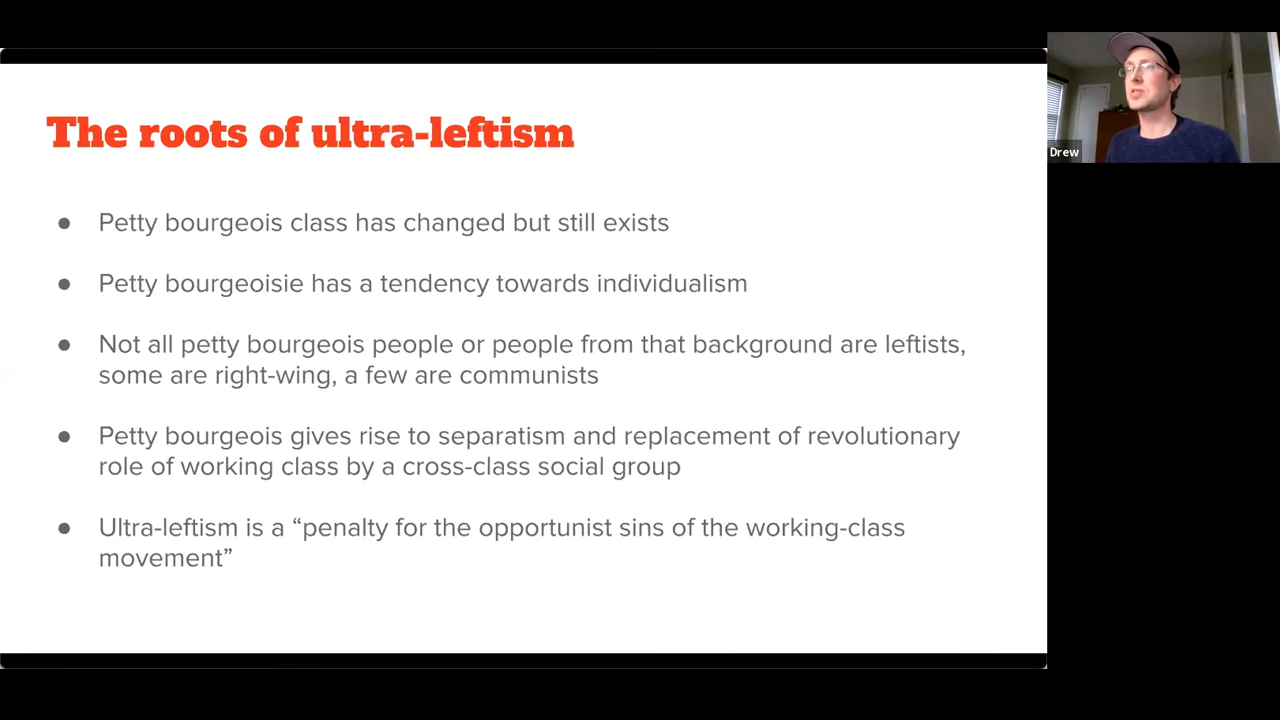 The roots of ultra-leftism
● Petty bourgeois class has changed but still exists
● Petty bourgeoisie has a tendency towards individualism
● Not all petty bourgeois people or people from that background are leftists,
some are right-wing, a few are communists
● Petty bourgeois gives rise to separatism and replacement of revolutionary
role of working class by a cross-class social group
● Ultra-leftism is a “penalty for the opportunist sins of the working-class
movement”
Drew